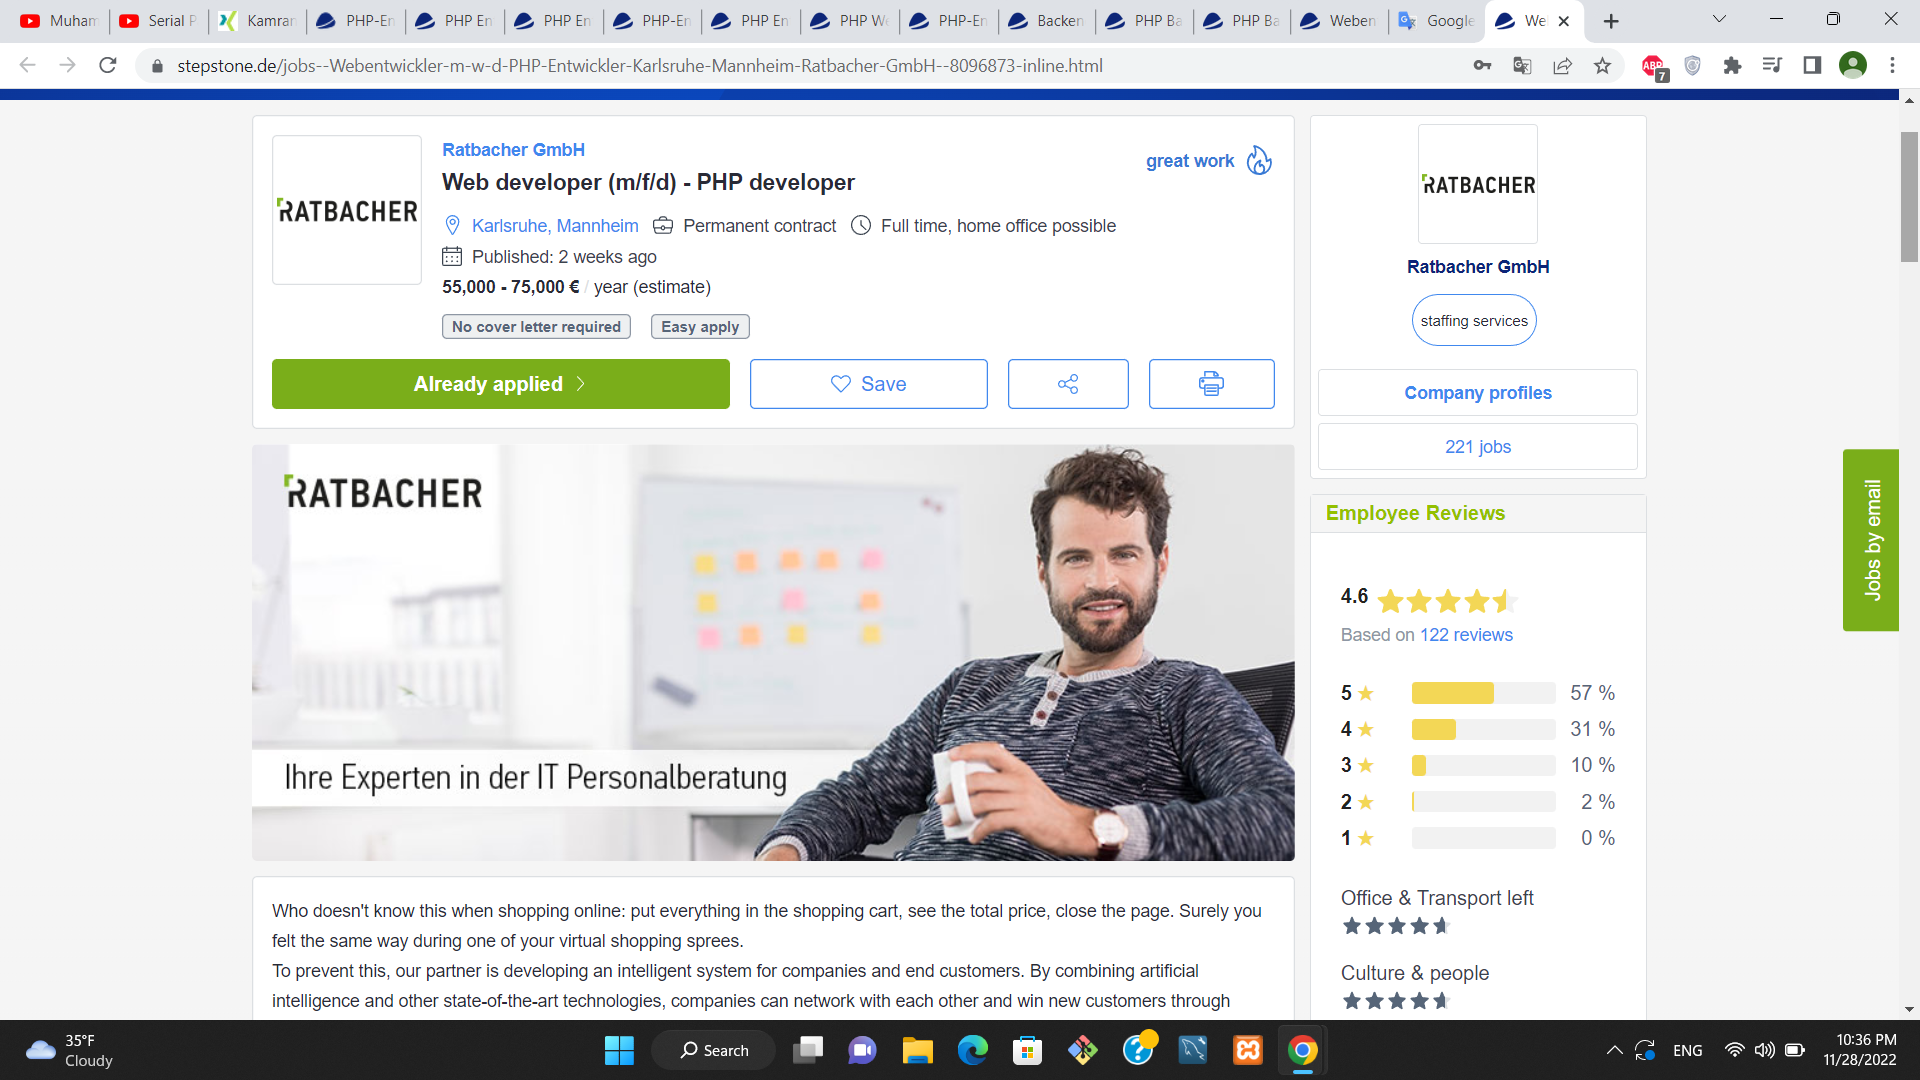 Muham
Serial P
Kamran
PHP-En
PHP En
PHP En
PHP-En
PHP En
PHP We
PHP-En
Backen
PHP Ba
PHP Ba
Weben
Google
We
stepstone.de/jobs--Webentwickler-m-w-d-PHP-Entwickler-Karlsruhe-Mannheim-Ratbacher-GmbH--8096873-inline.html
ABP
7
RATBACHER
Ratbacher GmbH
great work
Web developer (m/f/d) - PHP developer
Karlsruhe, Mannheim
Permanent contract
Full time, home office possible
Published: 2 weeks ago
55,000 - 75,000 € / year (estimate)
No cover letter required
Easy apply
Already applied
Save
RATBACHER
Ratbacher GmbH
staffing services
Company profiles
221 jobs
RATBACHER
Ihre Experten in der IT Personalberatung
Employee Reviews
4.6
Based on 122 reviews
5 57 %
4 31 %
3 10 %
2 2 %
1 0 %
Office & Transport left
Culture & people
Jobs by email
Who doesn't know this when shopping online: put everything in the shopping cart, see the total price, close the page. Surely you
felt the same way during one of your virtual shopping sprees.
To prevent this, our partner is developing an intelligent system for companies and end customers. By combining artificial
intelligence and other state-of-the-art technologies, companies can network with each other and win new customers through
35°F
Cloudy
Search
ENG
10:36 PM
11/28/2022